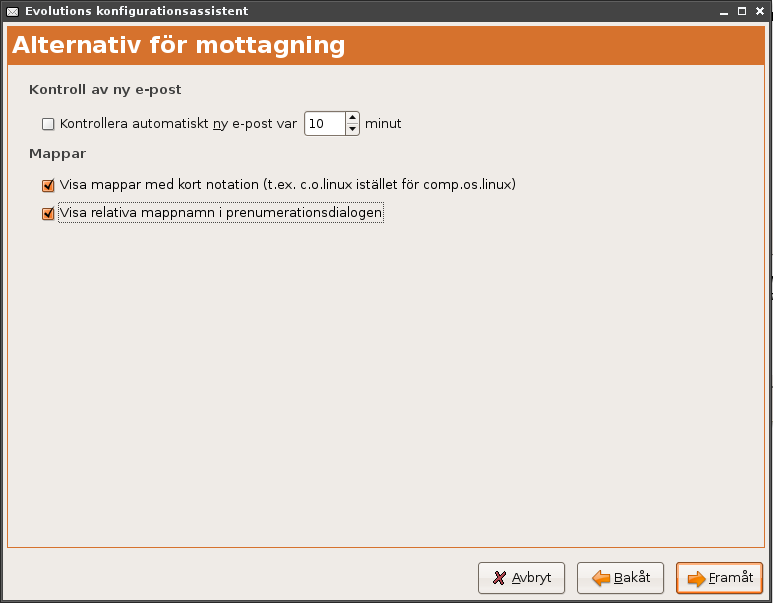 Evolutions konfigurationsassistent
Alternativ för mottagning
Kontroll av ny e-post
Kontrollera automatiskt ny e-post var 10 minut
Mappar
Visa mappar med kort notation (t.ex. c.o.linux istället för comp.os.linux)
Visa relativa mappnamn i prenumerationsdialogen
Avbryt Bakåt Framåt